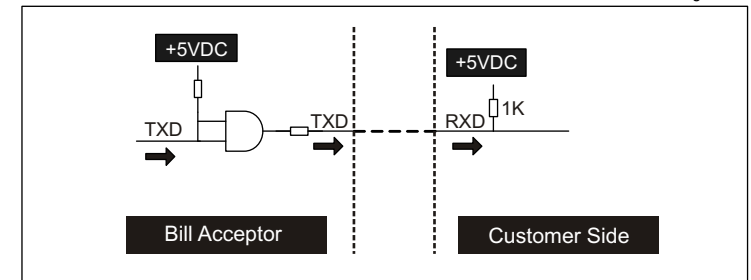 +5VDC
+5VDC
1K
TXD
TXD
RXD
Bill Acceptor
Customer Side